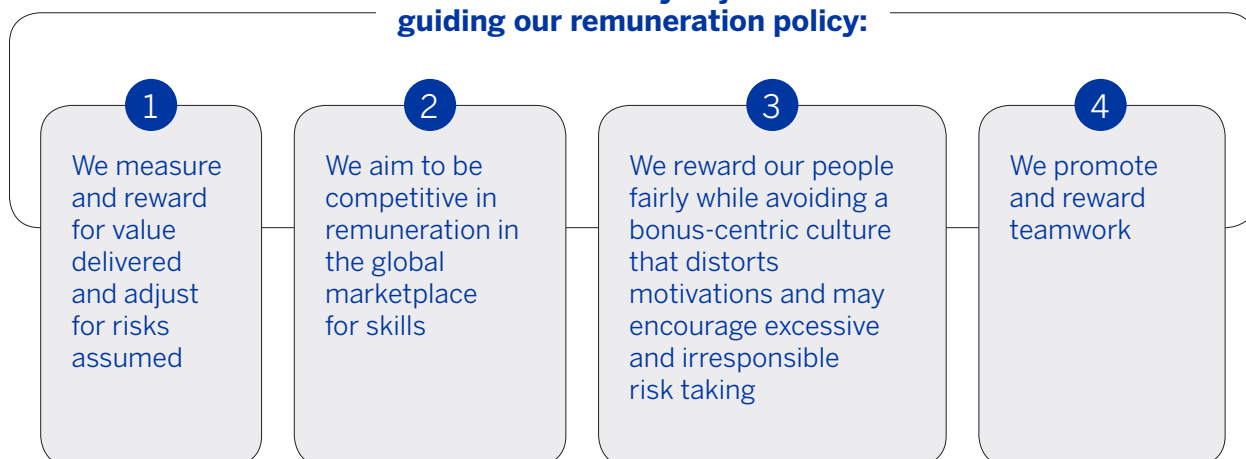 guiding our remuneration policy:
1
We measure
and reward
for value
delivered
and adjust
for risks
assumed
2
We aim to be
competitive in
remuneration in
the global
marketplace
for skills
3
We reward our people
fairly while avoiding a
bonus-centric culture
that distorts
motivations and may
encourage excessive
and irresponsible
risk taking
4
We promote
and reward
teamwork